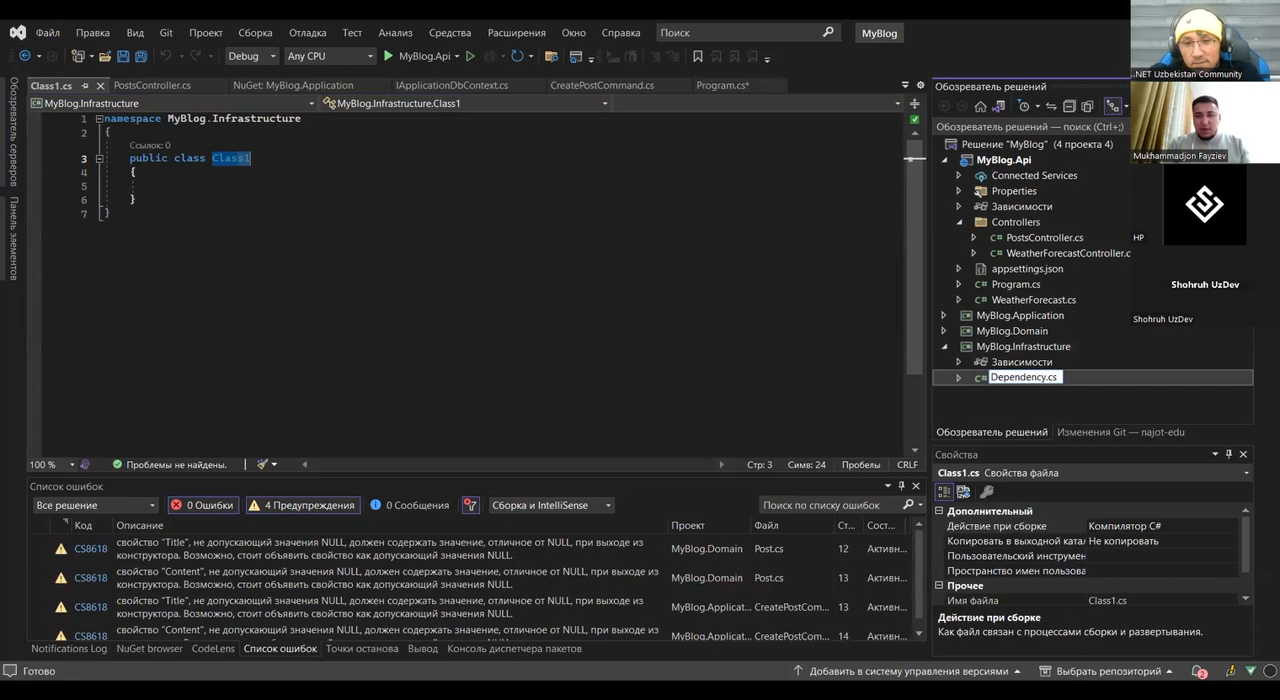 Файл Правка Вид Git Проект Сборка Отладка Тест Анализ Средства Расширения Окно Справка Поиск MyBlog
Debug Any CPU MyBlog.Api
.NET Uzbekistan Community
Mukhammadjon Fayziev
HP
Shohruh UzDev
Shohruh UzDev
Обозреватель серверов
Панель элементов
Class1.cs PostsController.cs NuGet: MyBlog.Application IApplicationDbContext.cs CreatePostCommand.cs Program.cs*
MyBlog.Infrastructure MyBlog.Infrastructure.Class1
1 namespace MyBlog.Infrastructure
2 {
Ссылок: 0
3 public class Class1
4 {
5
6 }
7 }
100 % Проблемы не найдены. Стр: 3 Симв: 24 Пробелы CRLF
Обозреватель решений
Обозреватель решений — поиск (Ctrl+;)
Решение "MyBlog" (4 проекта 4)
MyBlog.Api
Connected Services
Properties
Зависимости
Controllers
PostsController.cs
WeatherForecastController.c
appsettings.json
Program.cs
WeatherForecast.cs
MyBlog.Application
MyBlog.Domain
MyBlog.Infrastructure
Зависимости
Dependency.cs
Обозреватель решений Изменения Git — najot-edu
Свойства
Class1.cs Свойства файла
Дополнительный
Действие при сборке Компилятор C#
Копировать в выходной катал Не копировать
Пользовательский инструмен
Пространство имен пользова
Прочее
Имя файла Class1.cs
Действие при сборке
Как файл связан с процессами сборки и развертывания.
Список ошибок
Все решение 0 Ошибки 4 Предупреждения 0 Сообщения Сборка и IntelliSense Поиск по списку ошибок
Код Описание Проект Файл Ст... Сост...
CS8618 свойство "Title", не допускающий значения NULL, должен содержать значение, отличное от NULL, при выходе из MyBlog.Domain Post.cs 12 Активн...
конструктора. Возможно, стоит объявить свойство как допускающий значения NULL.
CS8618 свойство "Content", не допускающий значения NULL, должен содержать значение, отличное от NULL, при выходе из MyBlog.Domain Post.cs 13 Активн...
конструктора. Возможно, стоит объявить свойство как допускающий значения NULL.
CS8618 свойство "Title", не допускающий значения NULL, должен содержать значение, отличное от NULL, при выходе из MyBlog.Applicat... CreatePostCom... 13 Активн...
конструктора. Возможно, стоит объявить свойство как допускающий значения NULL.
CS8618 свойство "Content", не допускающий значения NULL, должен содержать значение, отличное от NULL, при выходе из MyBlog.Applicat... CreatePostCom... 14 Активн...
Notifications Log NuGet browser CodeLens Список ошибок Точки останова Вывод Консоль диспетчера пакетов
Готово Добавить в систему управления версиями Выбрать репозиторий 2